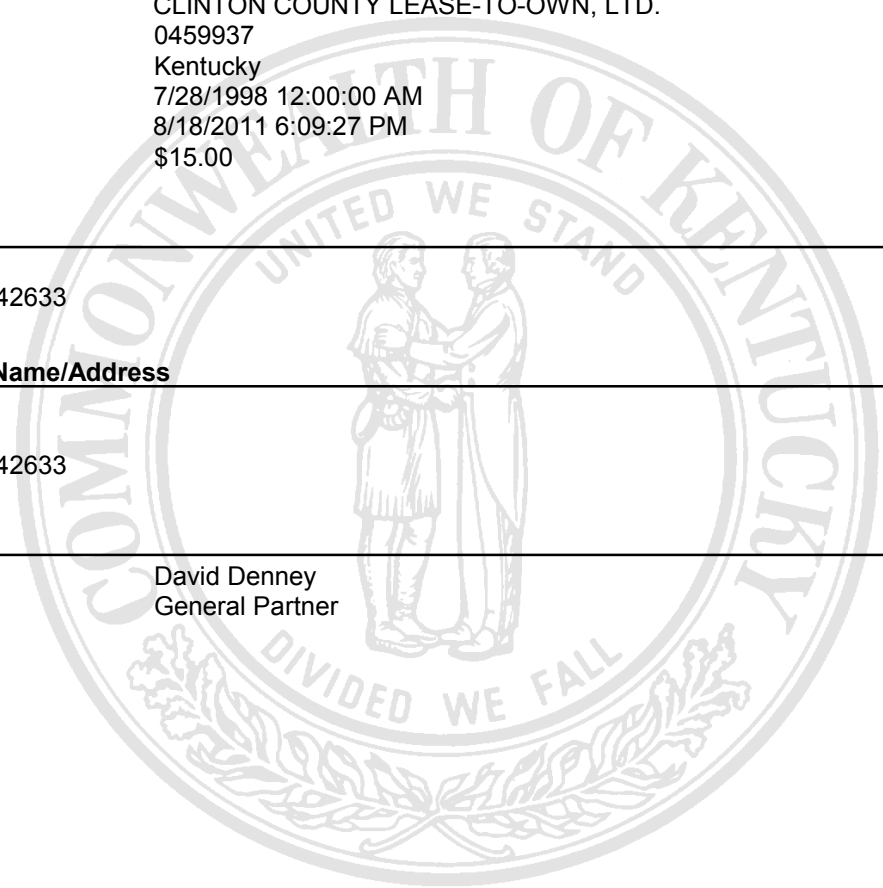 CLINTON COUNTY LEASE-TO-OWN, LTD.
0459937
Kentucky
7/28/1998 12:00:00 AM
8/18/2011 6:09:27 PM
$15.00
COMMONWEALTH OF KENTUCKY
UNITED WE STAND
42633
Name/Address
42633
David Denney
General Partner
DIVIDED WE FALL